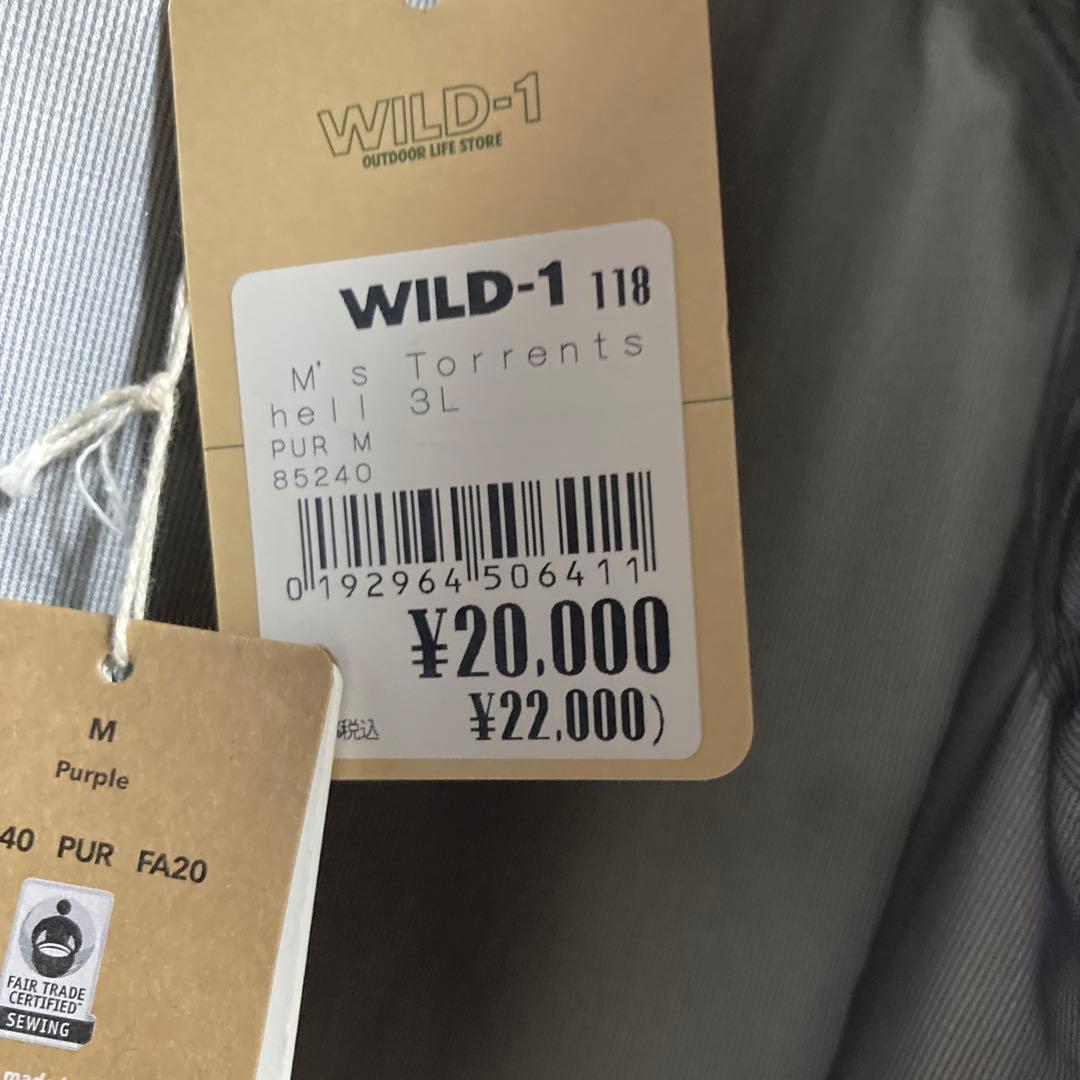 WILD-1
OUTDOOR LIFE STORE
WILD-1 118
M's Torrents
hell 3L
PUR M
85240
0 192964 506411
¥20,000
税込 ¥22,000)
M
Purple
40 PUR FA20
FAIR TRADE
CERTIFIED™
SEWING